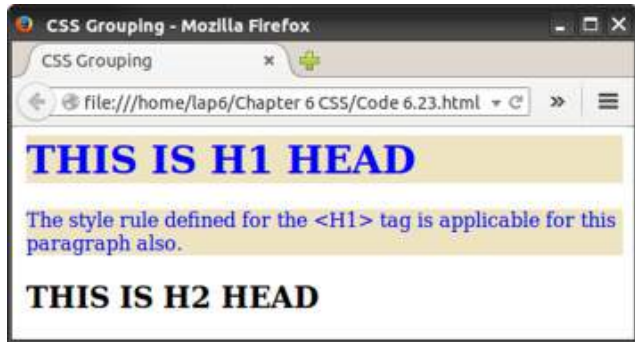 CSS Grouping - Mozilla Firefox
CSS Grouping
file:///home/lap6/Chapter 6 CSS/Code 6.23.html
THIS IS H1 HEAD
The style rule defined for the <H1> tag is applicable for this
paragraph also.
THIS IS H2 HEAD